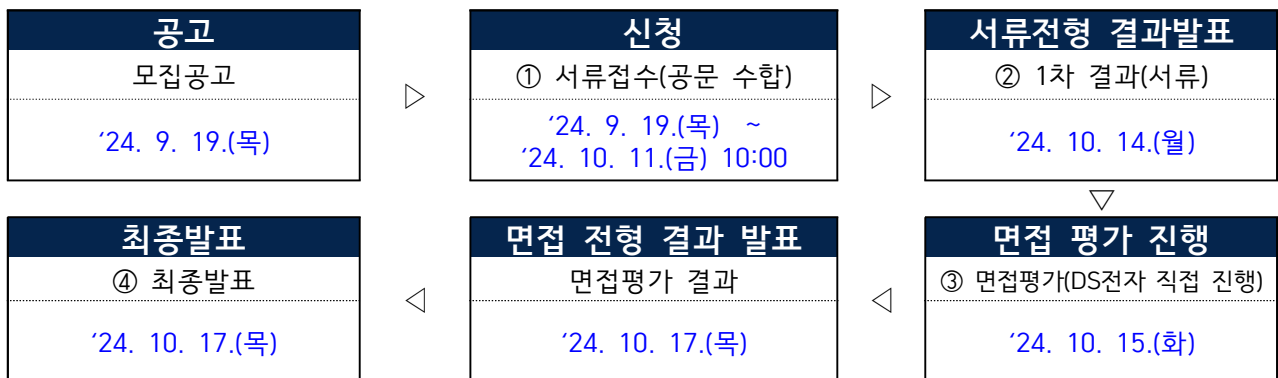 공고
모집공고
‘24. 9. 19.(목)
▷
신청
① 서류접수(공문 수합)
‘24. 9. 19.(목) ~
‘24. 10. 11.(금) 10:00
▷
서류전형 결과발표
② 1차 결과(서류)
‘24. 10. 14.(월)
▽
면접 평가 진행
③ 면접평가(DS전자 직접 진행)
‘24. 10. 15.(화)
◁
면접 전형 결과 발표
면접평가 결과
‘24. 10. 17.(목)
◁
최종발표
④ 최종발표
‘24. 10. 17.(목)